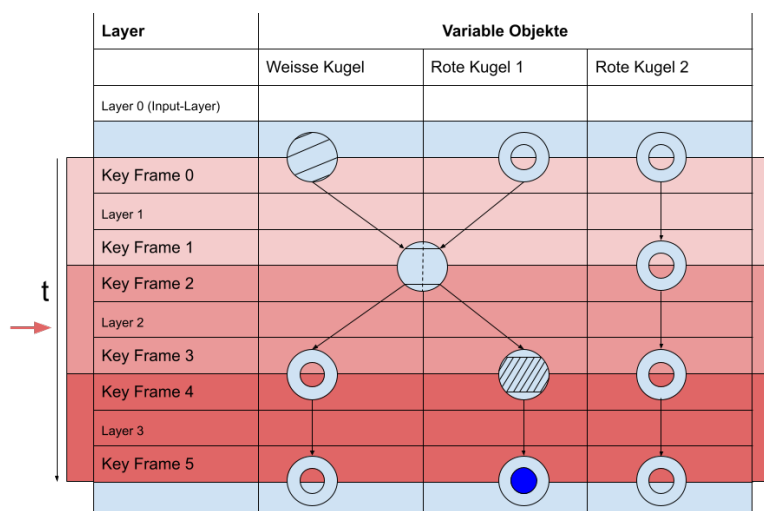 Layer
Variable Objekte
Weisse Kugel
Rote Kugel 1
Rote Kugel 2
Layer 0 (Input-Layer)
Key Frame 0
Layer 1
Key Frame 1
Key Frame 2
t
Layer 2
Key Frame 3
Key Frame 4
Layer 3
Key Frame 5